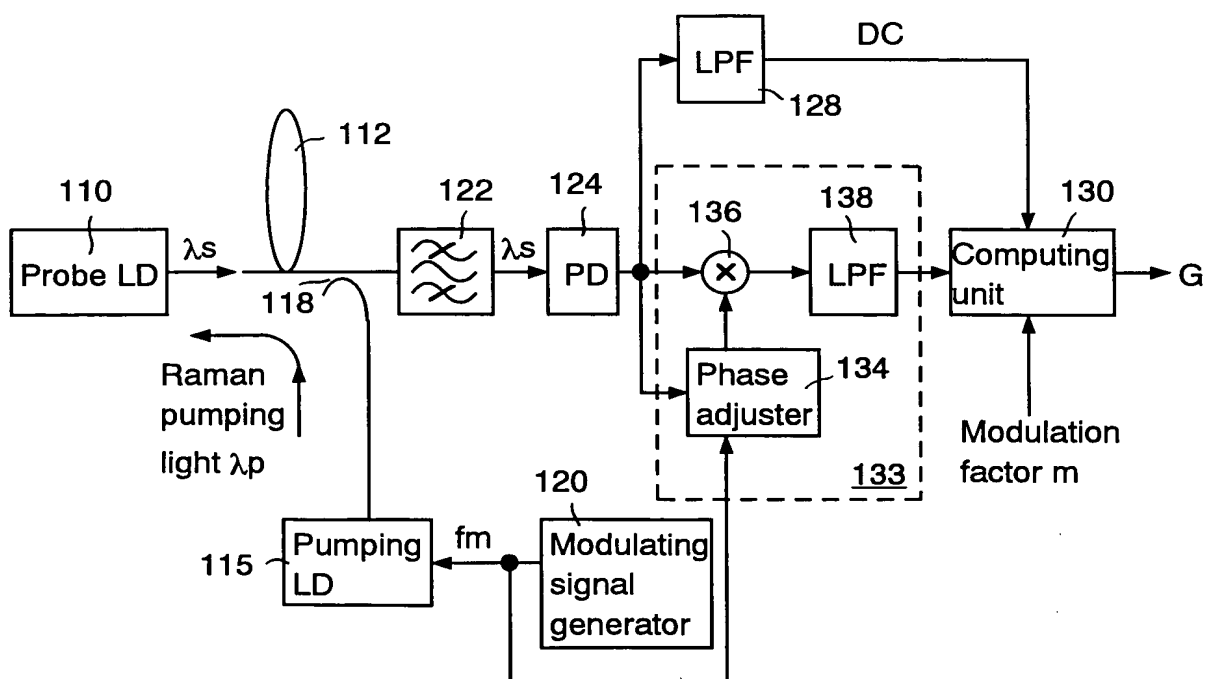 DC
LPF
128
112
110
Probe LD
λs
118
122
λs
124
PD
136
138
LPF
130
Computing
unit
G
Raman
pumping
light λp
Phase
adjuster
134
133
Modulation
factor m
115
Pumping
LD
fm
120
Modulating
signal
generator